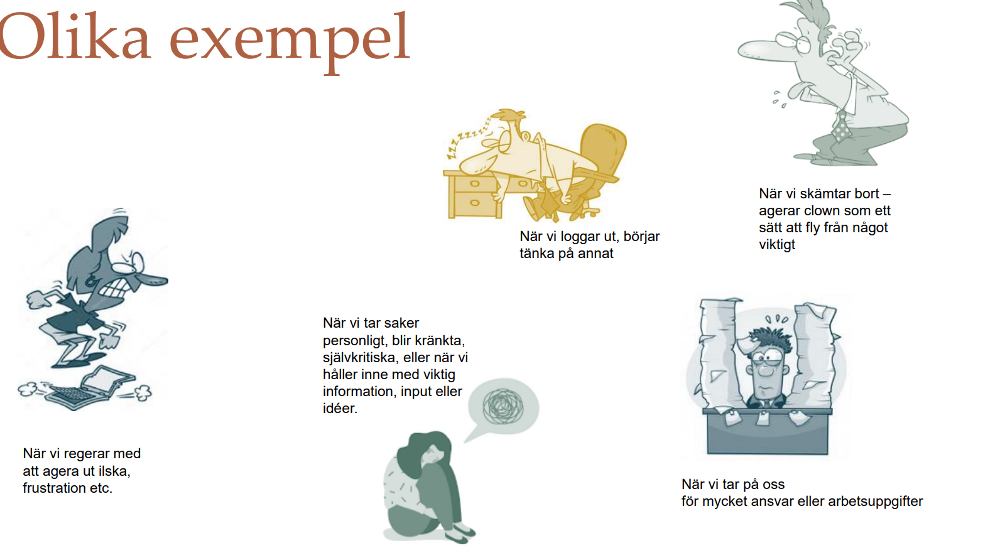 Olika exempel
När vi skämtar bort –
agerar clown som ett
sätt att fly från något
viktigt
zzzzzzzzz
När vi loggar ut, börjar
tänka på annat
När vi tar saker
personligt, blir kränkta,
självkritiska, eller när vi
håller inne med viktig
information, input eller
idéer.
När vi regerar med
att agera ut ilska,
frustration etc.
När vi tar på oss
för mycket ansvar eller arbetsuppgifter